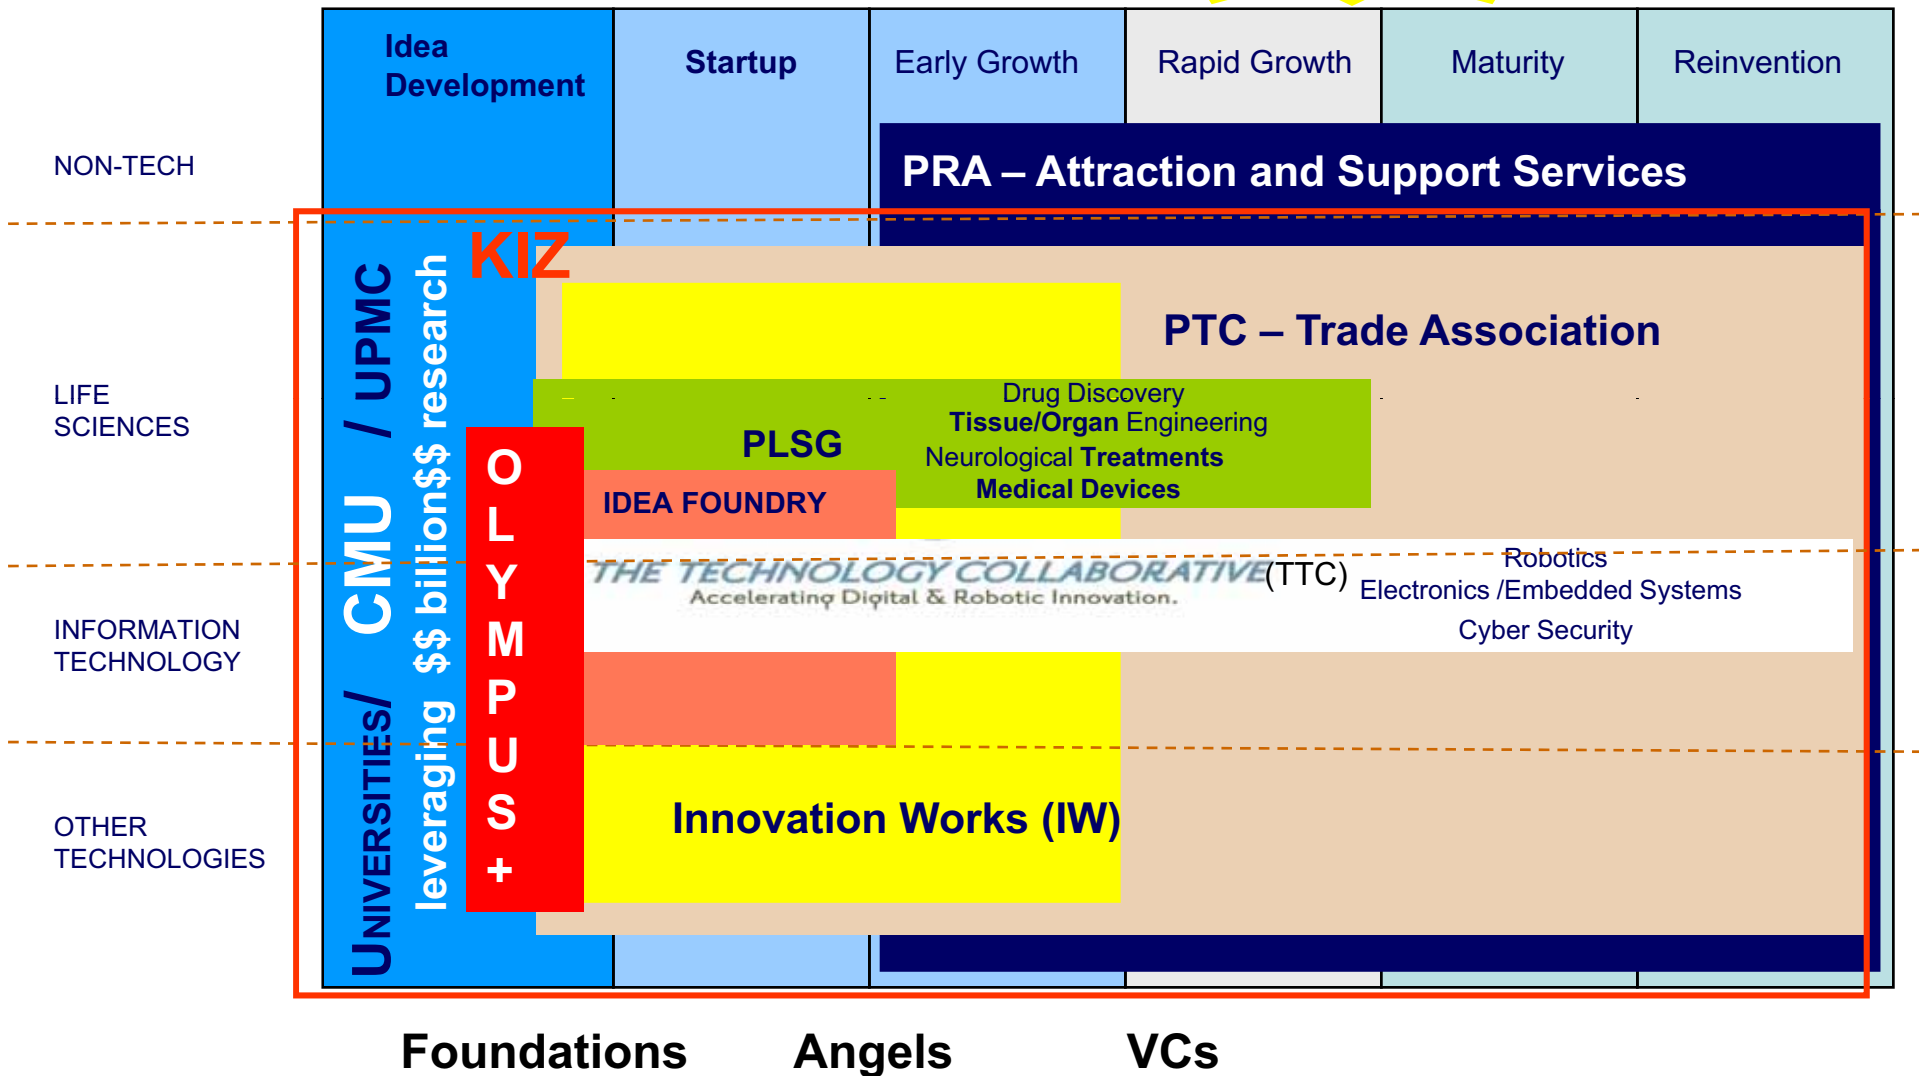 Idea
Development
Startup
Early Growth
Rapid Growth
Maturity
Reinvention
NON-TECH
PRA – Attraction and Support Services
KIZ
PTC – Trade Association
UNIVERSITIES/ CMU / UPMC
leveraging $$ billion$$ research
LIFE
SCIENCES
Drug Discovery
Tissue/Organ Engineering
Neurological Treatments
Medical Devices
PLSG
OLYMPUS+
IDEA FOUNDRY
THE TECHNOLOGY COLLABORATIVE (TTC)
Accelerating Digital & Robotic Innovation.
Robotics
Electronics /Embedded Systems
Cyber Security
INFORMATION
TECHNOLOGY
Innovation Works (IW)
OTHER
TECHNOLOGIES
Foundations Angels VCs